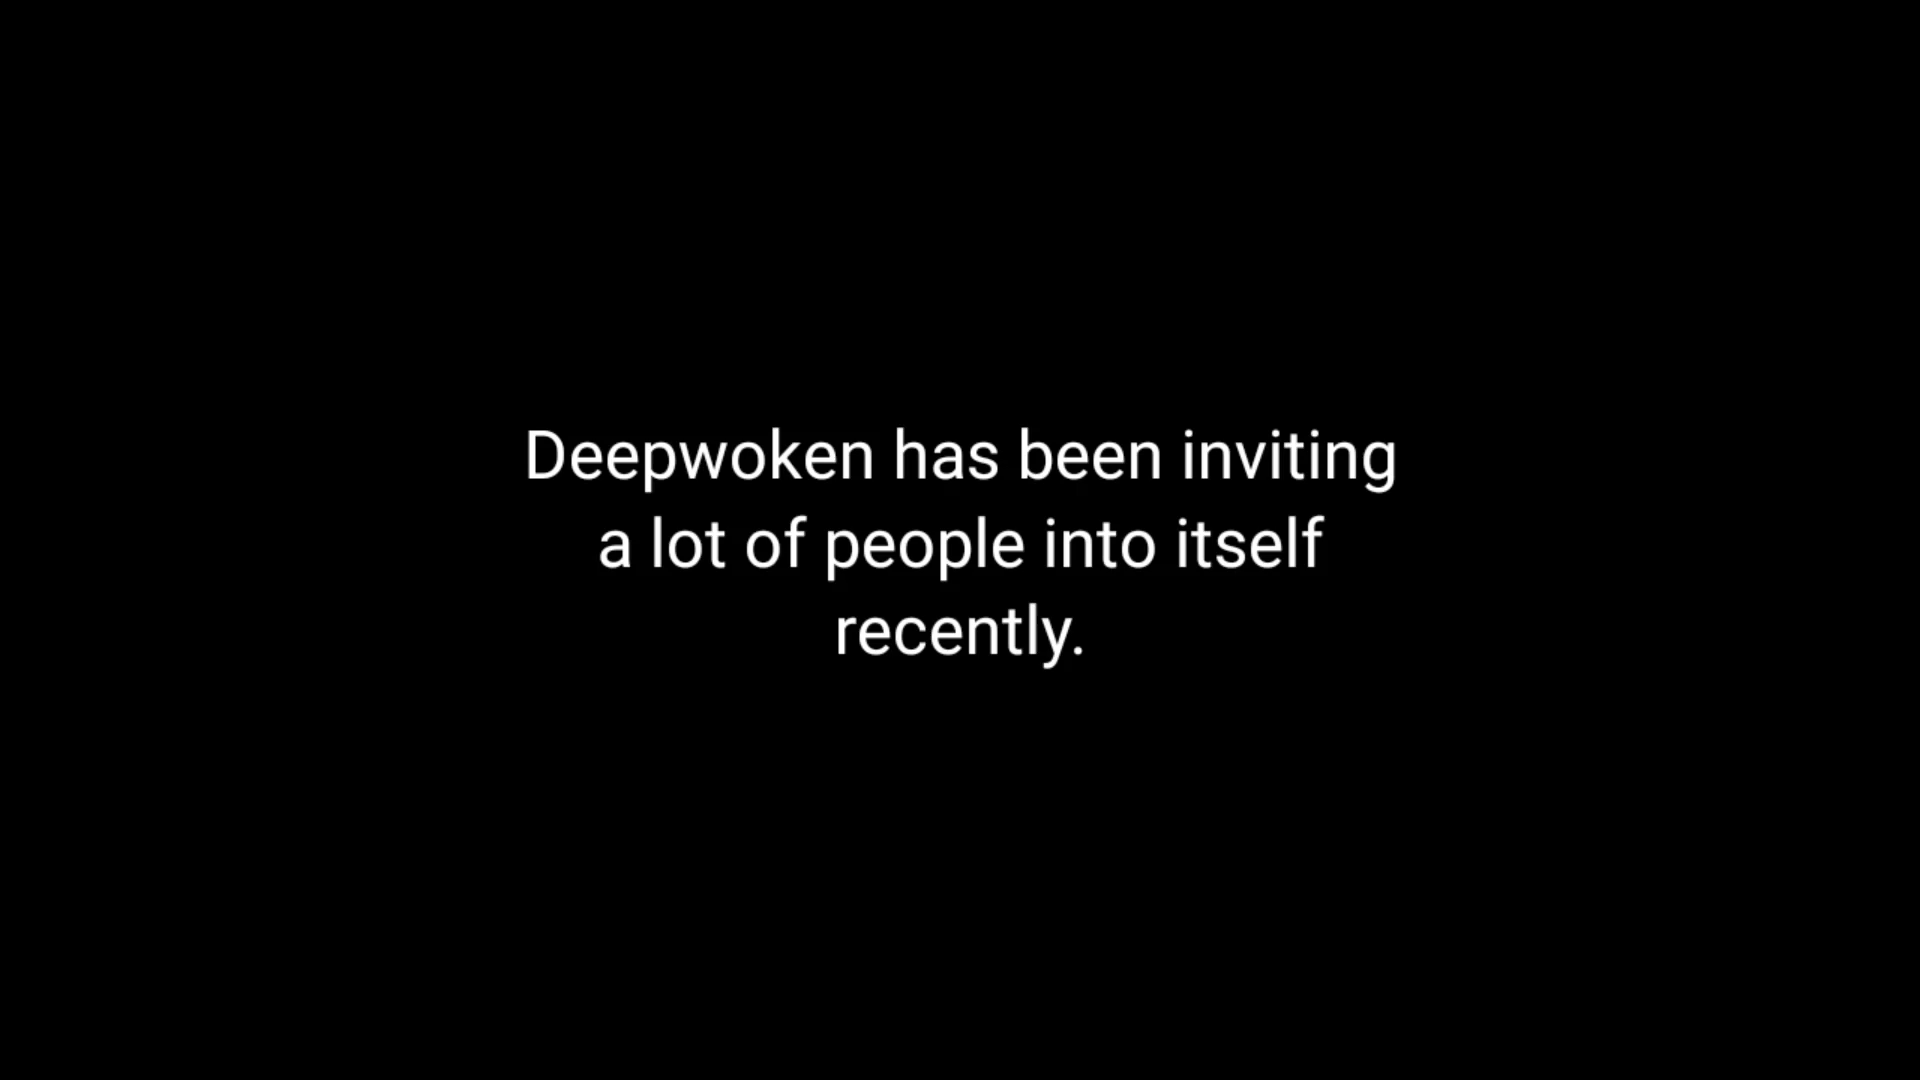 Deepwoken has been inviting
a lot of people into itself
recently.